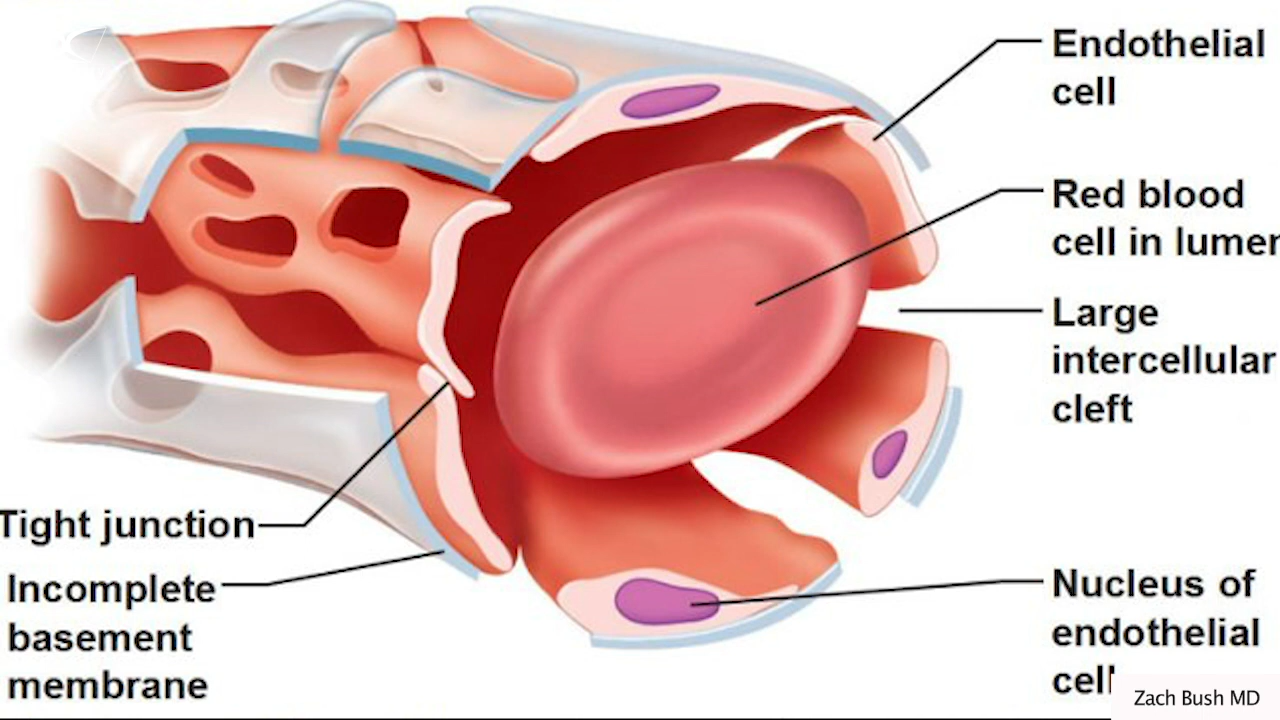 Endothelial
cell
Red blood
cell in lumen
Large
intercellular
cleft
Tight junction
Incomplete
basement
membrane
Nucleus of
endothelial
cell
Zach Bush MD